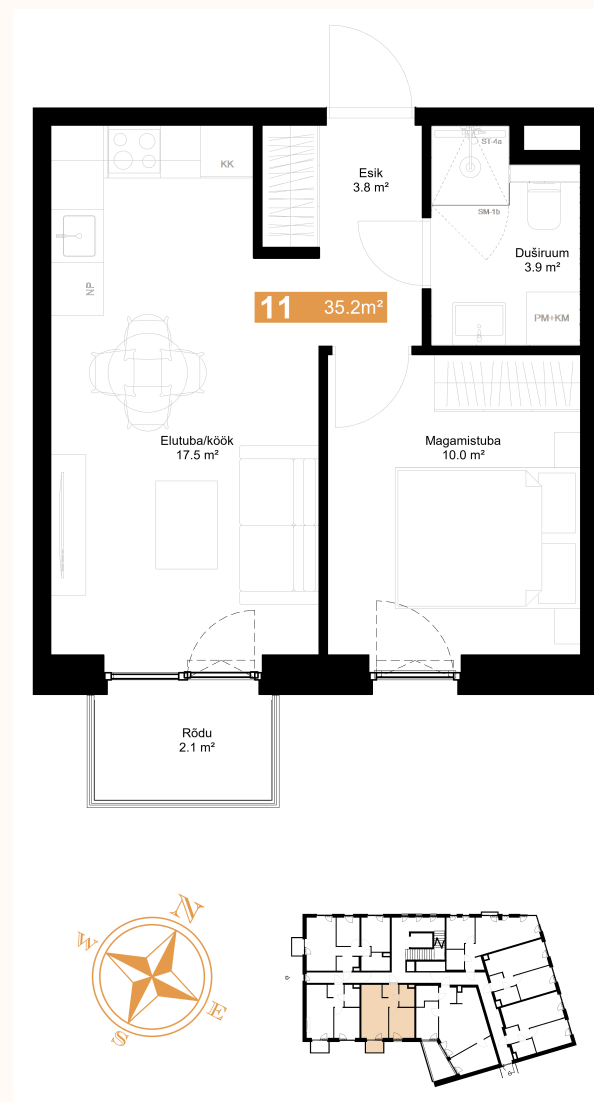 ST-4a
KK
Esik
3.8 m²
SM-1b
Duširuum
3.9 m²
NP
11 35.2m²
PM+KM
Elutuba/köök
17.5 m²
Magamistuba
10.0 m²
Rõdu
2.1 m²
N
W
E
S